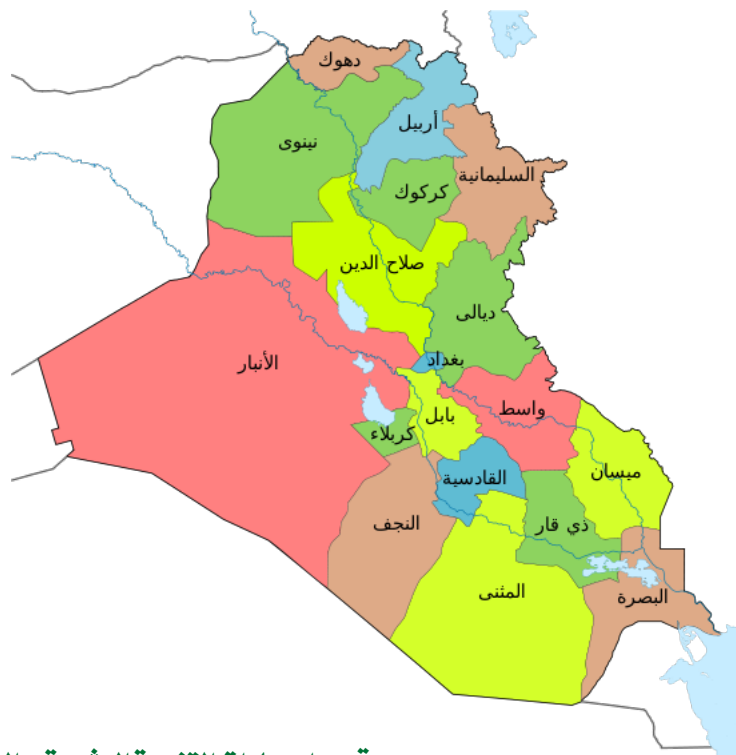 دهوك
أربيل
نينوى
السليمانية
كركوك
صلاح الدين
ديالى
بغداد
الأنبار
واسط
بابل
كربلاء
ميسان
القادسية
النجف
ذي قار
المثنى
البصرة